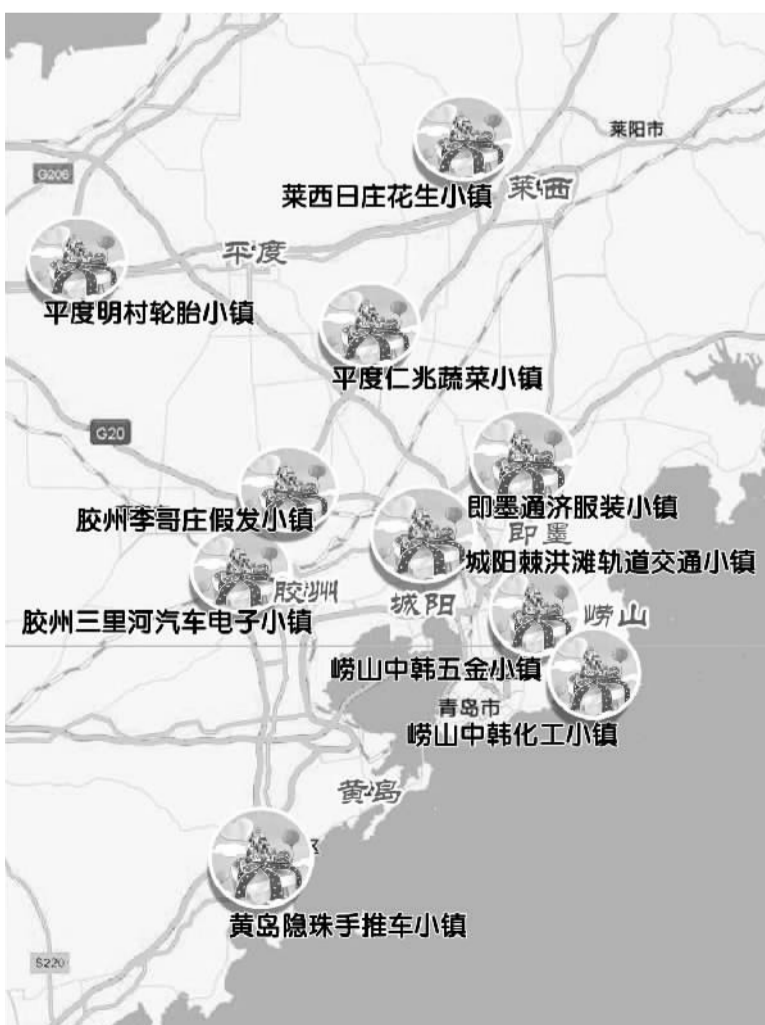 莱阳市
G206
莱西
莱西日庄花生小镇
平度
平度明村轮胎小镇
平度仁兆蔬菜小镇
G20
即墨通济服装小镇
胶州李哥庄假发小镇
即墨
城阳棘洪滩轨道交通小镇
胶州
城阳
崂山
胶州三里河汽车电子小镇
崂山中韩五金小镇
青岛市
崂山中韩化工小镇
黄岛
区
黄岛隐珠手推车小镇
S220